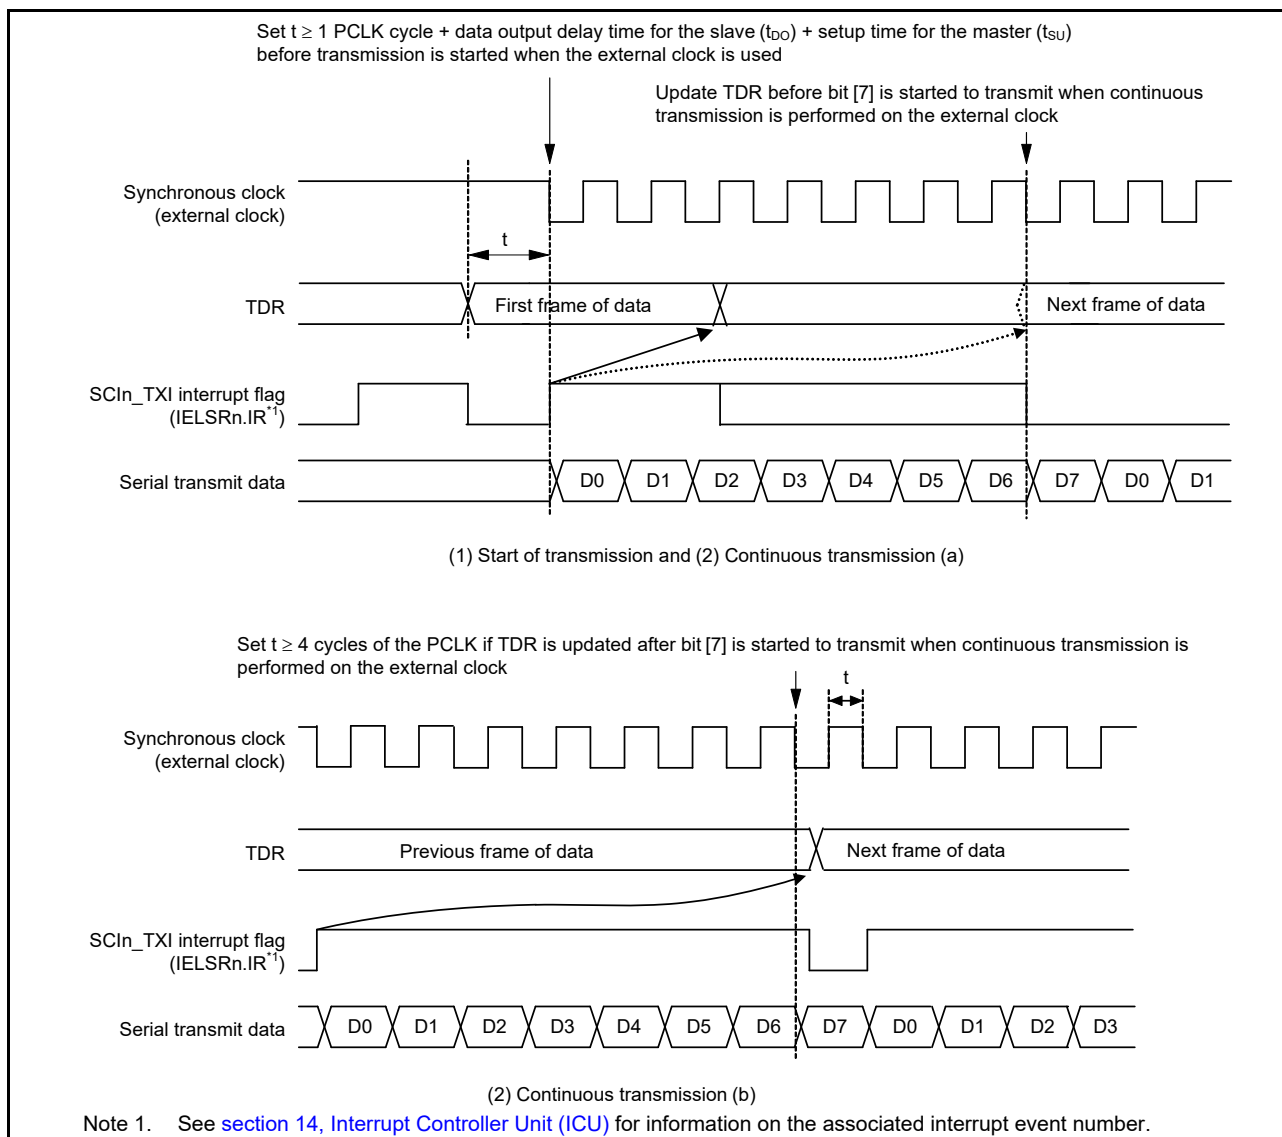 Set t ≥ 1 PCLK cycle + data output delay time for the slave (tDO) + setup time for the master (tSU)
before transmission is started when the external clock is used
Update TDR before bit [7] is started to transmit when continuous
transmission is performed on the external clock
Synchronous clock
(external clock)
t
TDR
First frame of data
Next frame of data
SCIn_TXI interrupt flag
(IELSRn.IR*1)
Serial transmit data
D0 D1 D2 D3 D4 D5 D6 D7 D0 D1
(1) Start of transmission and (2) Continuous transmission (a)
Set t ≥ 4 cycles of the PCLK if TDR is updated after bit [7] is started to transmit when continuous transmission is
performed on the external clock
t
Synchronous clock
(external clock)
TDR
Previous frame of data
Next frame of data
SCIn_TXI interrupt flag
(IELSRn.IR*1)
Serial transmit data
D0 D1 D2 D3 D4 D5 D6 D7 D0 D1 D2 D3
(2) Continuous transmission (b)
Note 1. See section 14, Interrupt Controller Unit (ICU) for information on the associated interrupt event number.